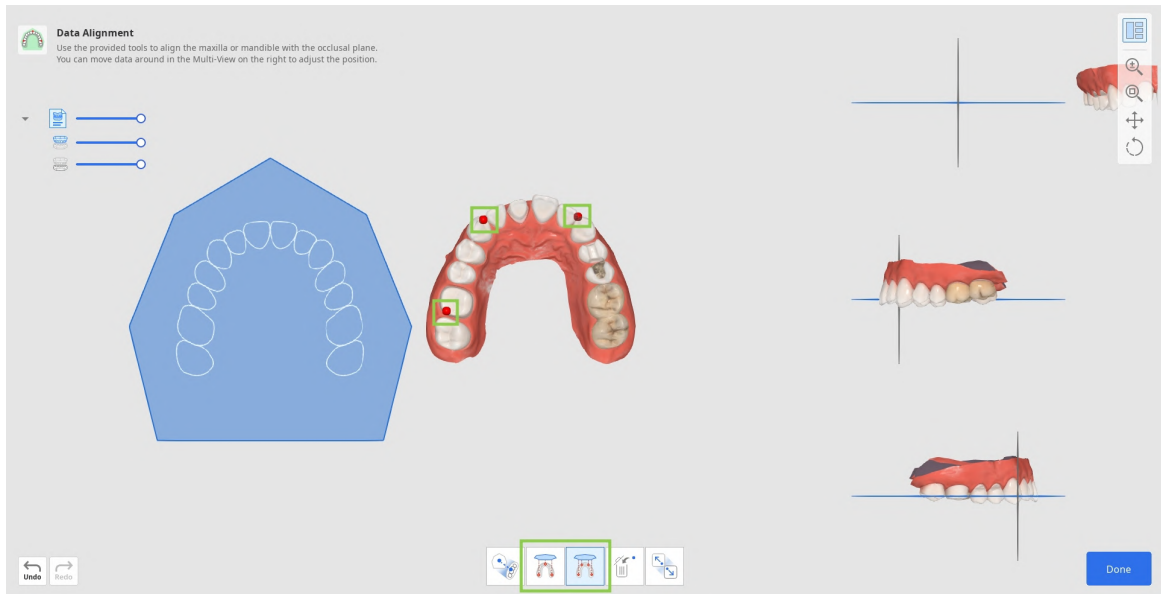 Data Alignment
Use the provided tools to align the maxilla or mandible with the occlusal plane.
You can move data around in the Multi-View on the right to adjust the position.
Undo
Redo
Done